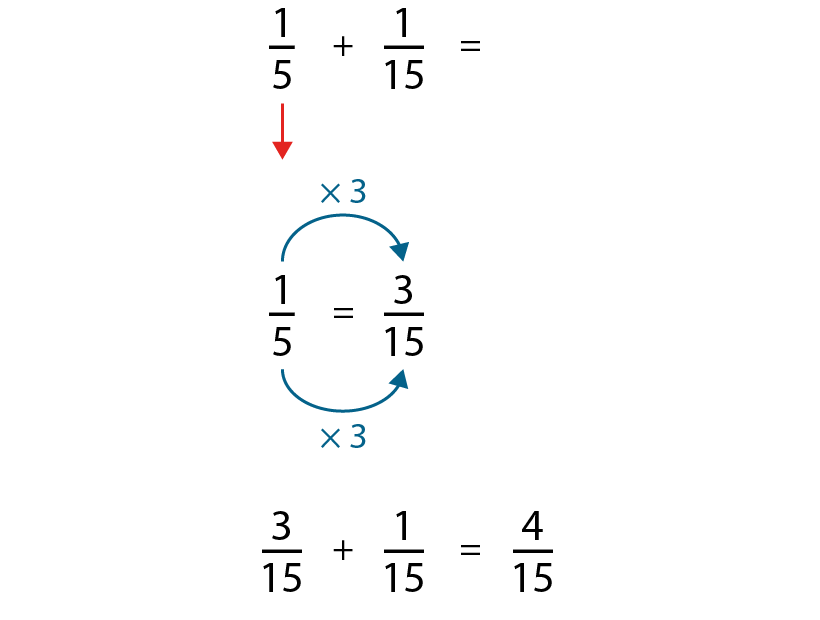 1/5 + 1/15 =
× 3
1/5 = 3/15
× 3
3/15 + 1/15 = 4/15